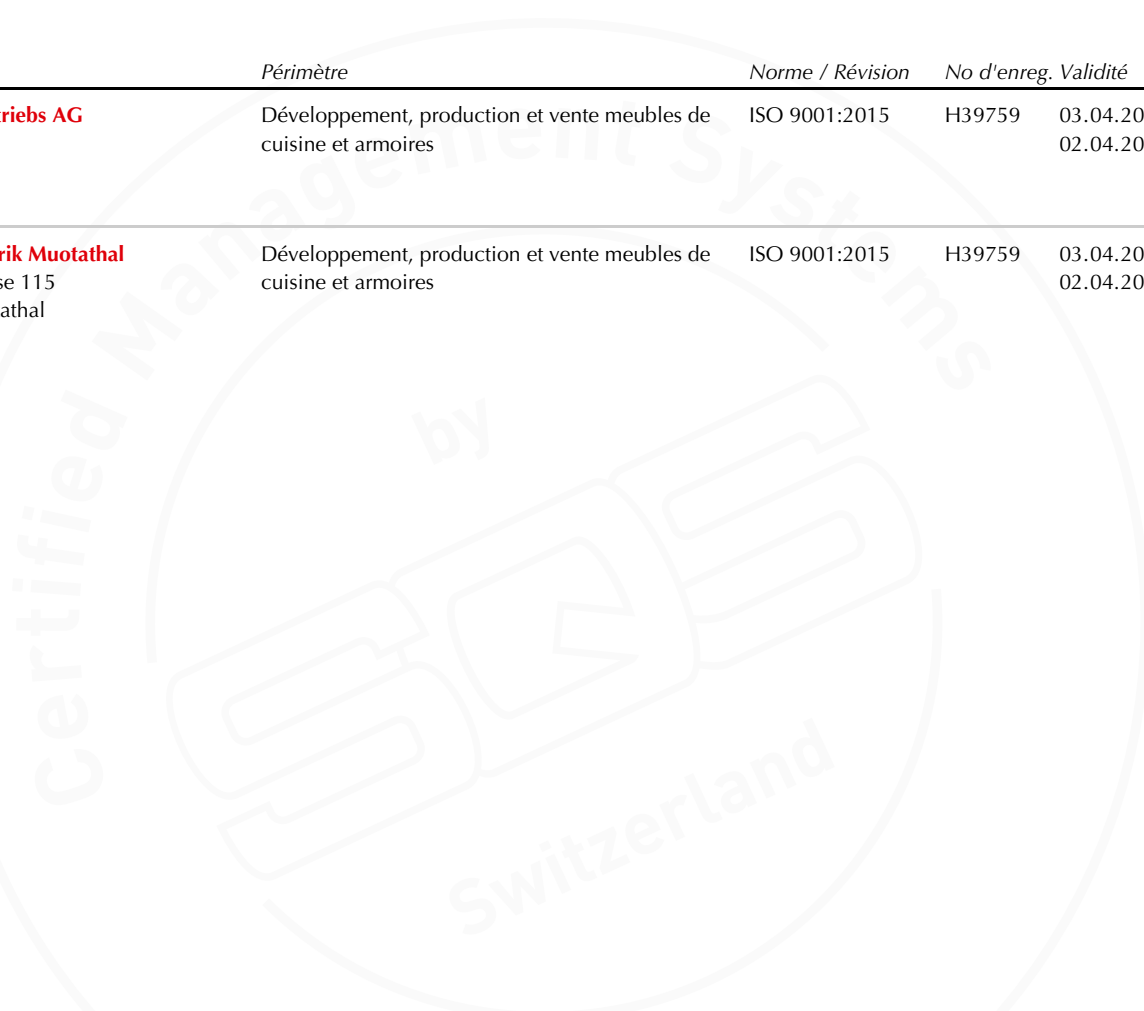 Périmètre Norme / Révision No d'enreg. Validité
riebs AG Développement, production et vente meubles de ISO 9001:2015 H39759 03.04.20
cuisine et armoires 02.04.20
rik Muotathal Développement, production et vente meubles de ISO 9001:2015 H39759 03.04.20
se 115 cuisine et armoires 02.04.20
athal
Certified Management Systems
by
SQS
Switzerland